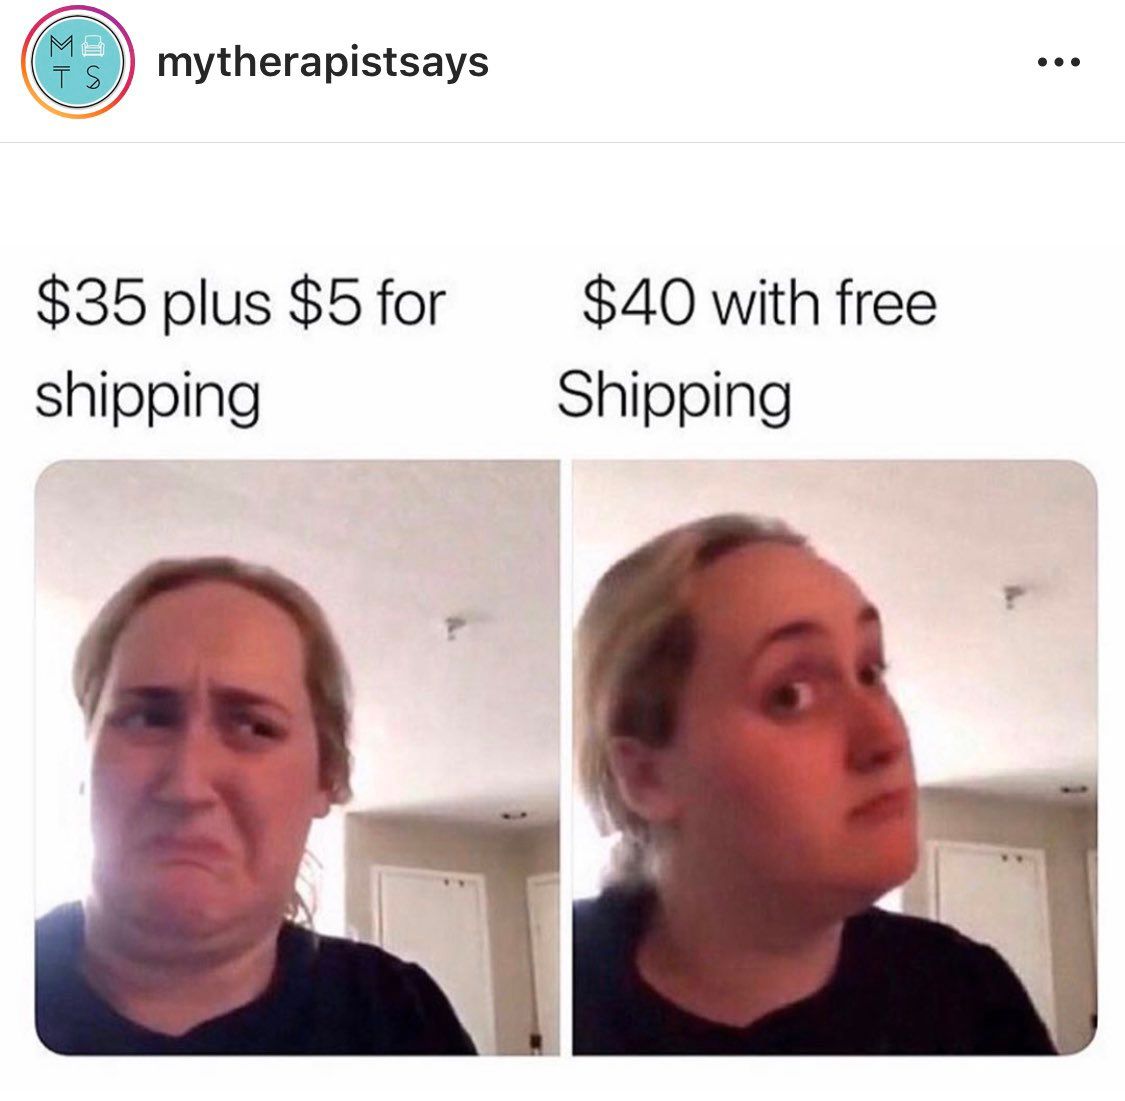 M
T S
mytherapistsays
$35 plus $5 for
shipping
$40 with free
Shipping